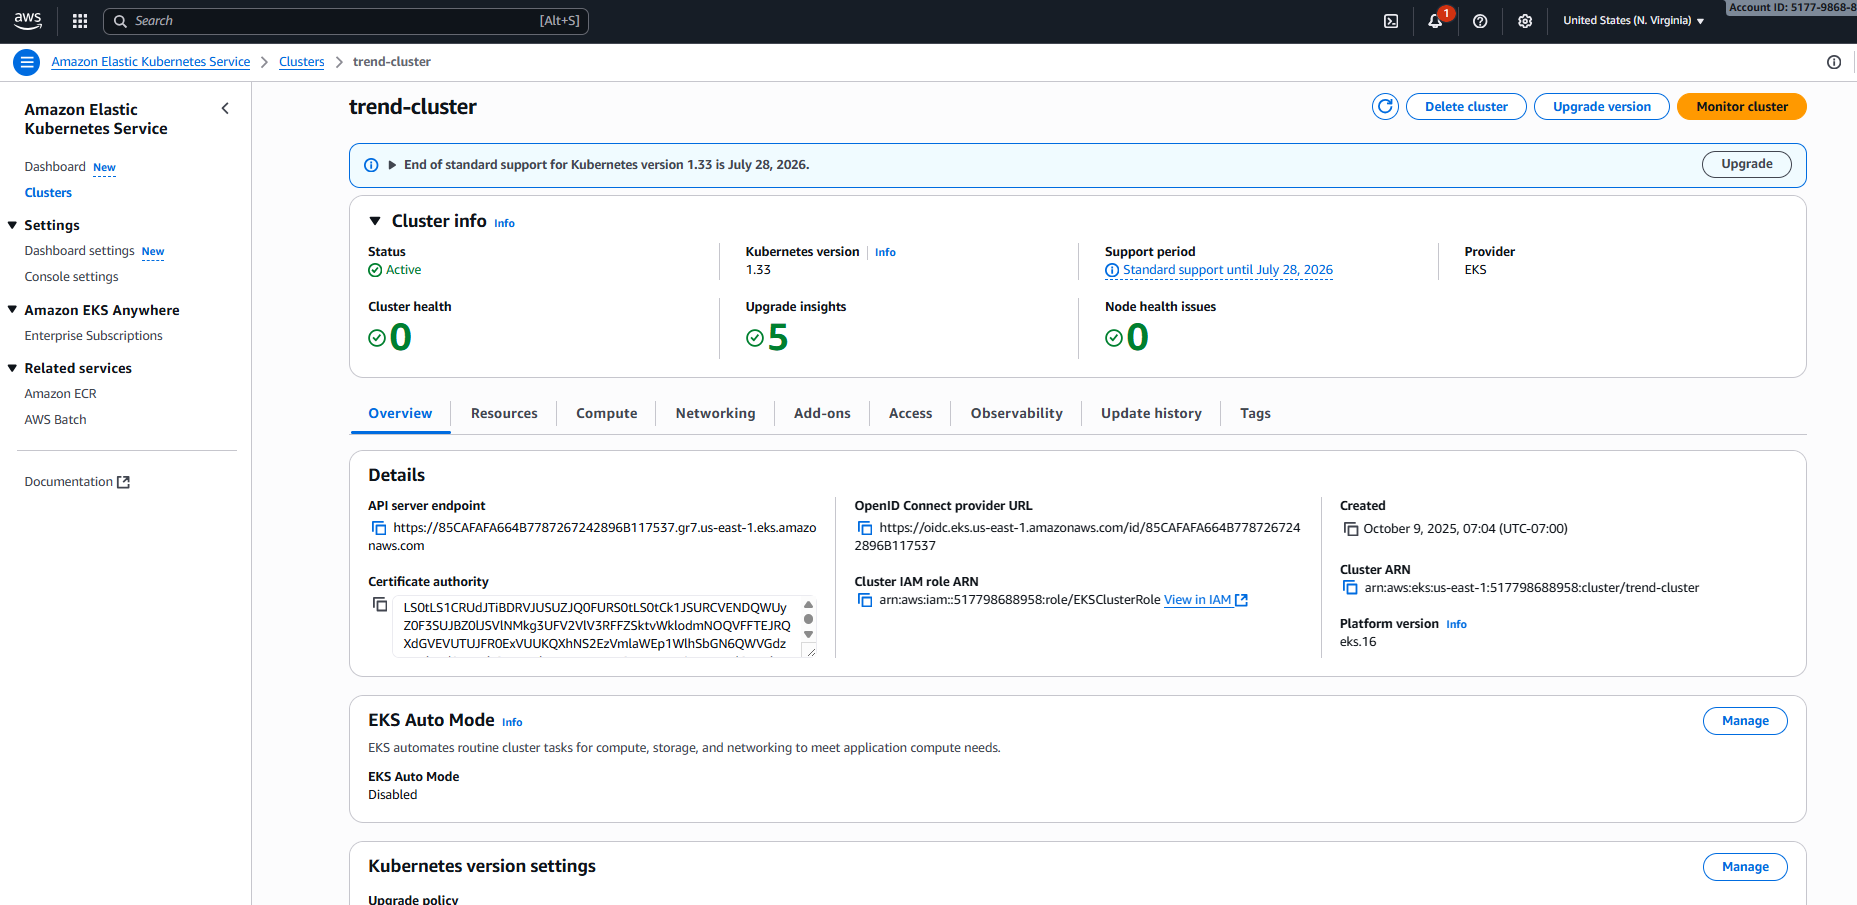 aws
Search [Alt+S]
1
United States (N. Virginia)
Account ID: 5177-9868-8
Amazon Elastic Kubernetes Service
Clusters
trend-cluster
Amazon Elastic
Kubernetes Service
Dashboard New
Clusters
Settings
Dashboard settings New
Console settings
Amazon EKS Anywhere
Enterprise Subscriptions
Related services
Amazon ECR
AWS Batch
Documentation
trend-cluster
Delete cluster
Upgrade version
Monitor cluster
End of standard support for Kubernetes version 1.33 is July 28, 2026.
Upgrade
Cluster info Info
Status
Active
Kubernetes version Info
1.33
Support period
Standard support until July 28, 2026
Provider
EKS
Cluster health
0
Upgrade insights
5
Node health issues
0
Overview Resources Compute Networking Add-ons Access Observability Update history Tags
Details
API server endpoint
https://85CAFAFA664B7787267242896B117537.gr7.us-east-1.eks.amazo
naws.com
Certificate authority
LS0tLS1CRUdJTiBDRVJUSUZJQ0FURS0tLS0tCk1JSURCVENDQWUy
Z0F3SUJBZ0lJSVlNMkg3UFV2VlV3RFFZSktvWklodmNOQVFFTEJRQ
XdGVEVUTUJFR0ExVUUKQXhNS2EzVmlaWEp1WlhSbGN6QWVGdz
OpenID Connect provider URL
https://oidc.eks.us-east-1.amazonaws.com/id/85CAFAFA664B778726724
2896B117537
Cluster IAM role ARN
arn:aws:iam::517798688958:role/EKSClusterRole View in IAM
Created
October 9, 2025, 07:04 (UTC-07:00)
Cluster ARN
arn:aws:eks:us-east-1:517798688958:cluster/trend-cluster
Platform version Info
eks.16
EKS Auto Mode Info
Manage
EKS automates routine cluster tasks for compute, storage, and networking to meet application compute needs.
EKS Auto Mode
Disabled
Kubernetes version settings
Manage
Upgrade policy